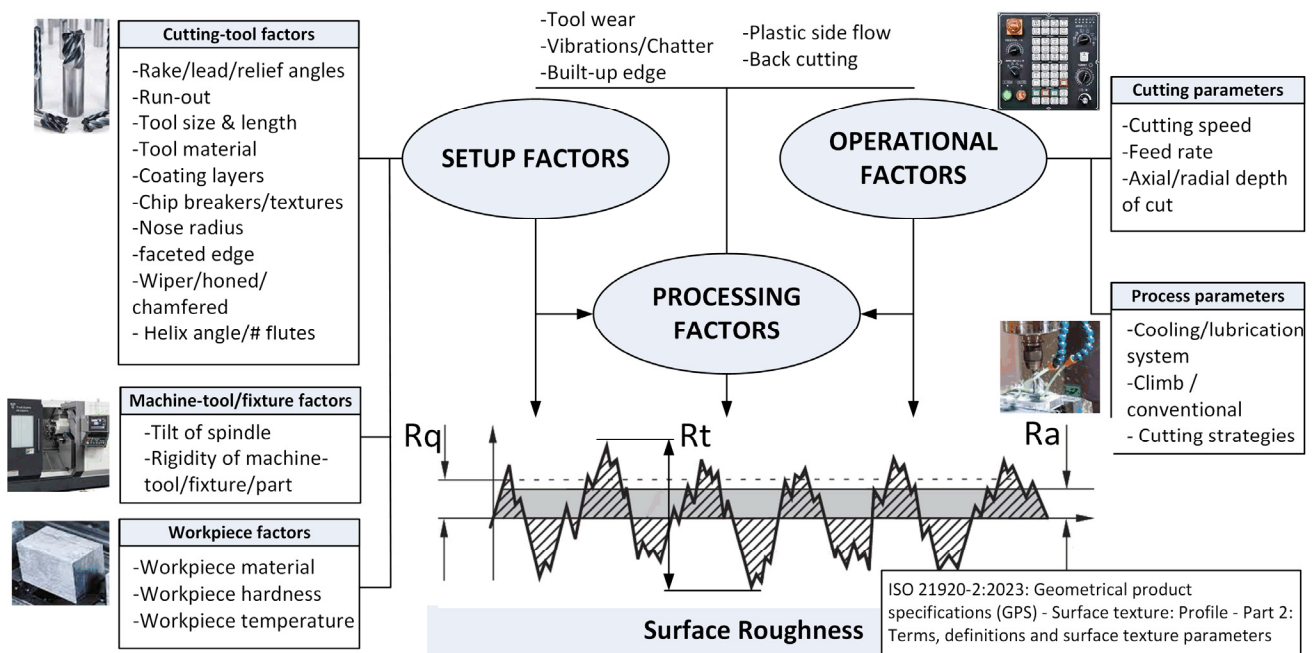 Cutting-tool factors
-Rake/lead/relief angles
-Run-out
-Tool size & length
-Tool material
-Coating layers
-Chip breakers/textures
-Nose radius
-faceted edge
-Wiper/honed/
chamfered
- Helix angle/# flutes
Machine-tool/fixture factors
-Tilt of spindle
-Rigidity of machine-
tool/fixture/part
Workpiece factors
-Workpiece material
-Workpiece hardness
-Workpiece temperature
-Tool wear
-Vibrations/Chatter
-Built-up edge
-Plastic side flow
-Back cutting
SETUP FACTORS
OPERATIONAL
FACTORS
PROCESSING
FACTORS
Cutting parameters
-Cutting speed
-Feed rate
-Axial/radial depth
of cut
Process parameters
-Cooling/lubrication
system
-Climb /
conventional
- Cutting strategies
Rq
Rt
Ra
Surface Roughness
ISO 21920-2:2023: Geometrical product
specifications (GPS) - Surface texture: Profile - Part 2:
Terms, definitions and surface texture parameters